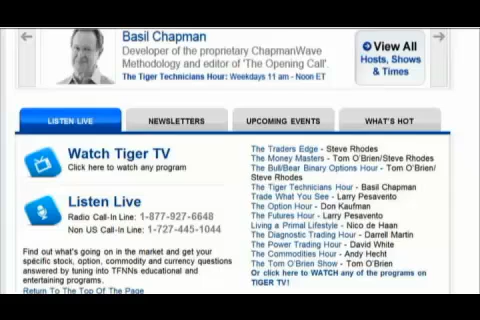 Basil Chapman
Developer of the proprietary ChapmanWave
Methodology and editor of 'The Opening Call'.
The Tiger Technicians Hour: Weekdays 11 am - Noon ET
View All
Hosts, Shows
& Times
LISTEN LIVE
NEWSLETTERS
UPCOMING EVENTS
WHAT'S HOT
Watch Tiger TV
Click here to watch any program
Listen Live
Radio Call-In Line: 1-877-927-6648
Non US Call-In Line: 1-727-445-1044
Find out what's going on in the market and get your
specific stock, option, commodity and currency questions
answered by tuning into TFNNs educational and
entertaining programs.
Return To The Top Of The Page
The Traders Edge - Steve Rhodes
The Money Masters - Tom O'Brien/Steve Rhodes
The Bull/Bear Binary Options Hour - Tom O'Brien/
Steve Rhodes
The Tiger Technicians Hour - Basil Chapman
Trade What You See - Larry Pesavento
The Option Hour - Don Kaufman
The Futures Hour - Larry Pesavento
Living a Primal Lifestyle - Nico de Haan
The Diagnostic Trading Hour - Darrell Martin
The Power Trading Hour - David White
The Commodities Hour - Andy Hecht
The Tom O'Brien Show - Tom O'Brien
Or click here to WATCH any of the programs on
TIGER TV!